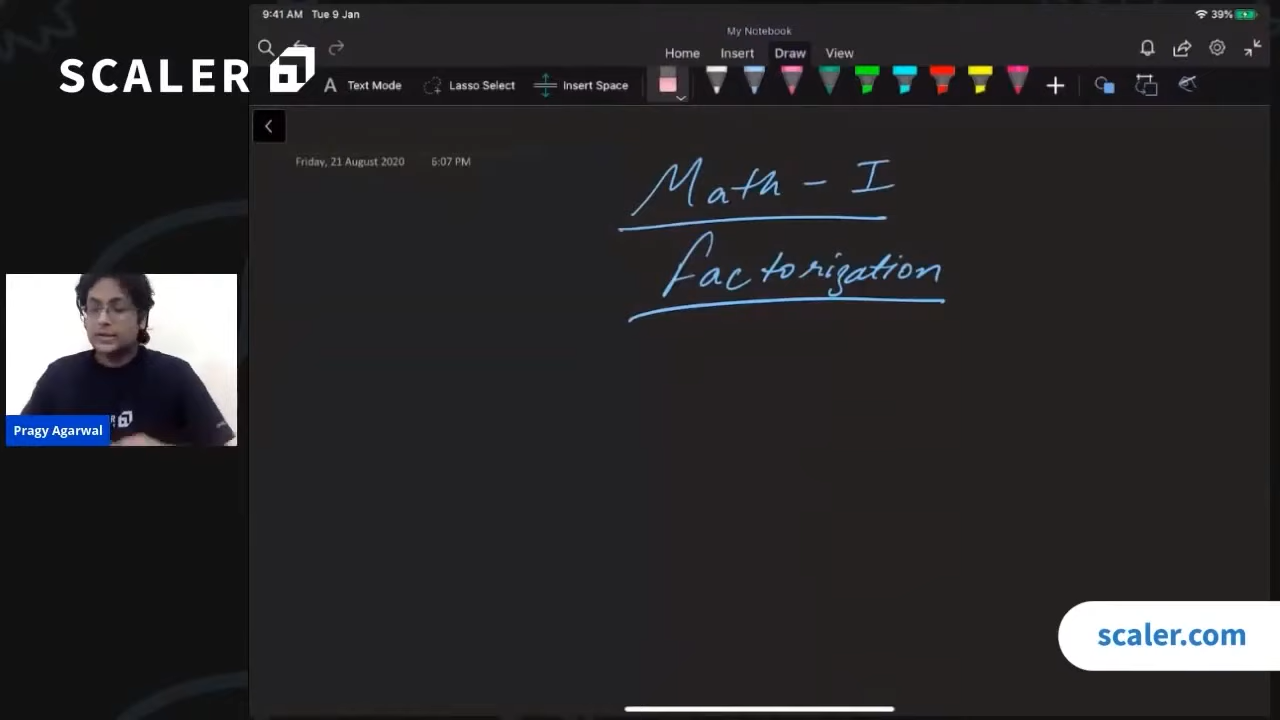 9:41 AM Tue 9 Jan
39%
My Notebook
Home Insert Draw View
SCALER
Text Mode Lasso Select Insert Space
Friday, 21 August 2020 6:07 PM
Math - I
factorization
Pragy Agarwal
scaler.com